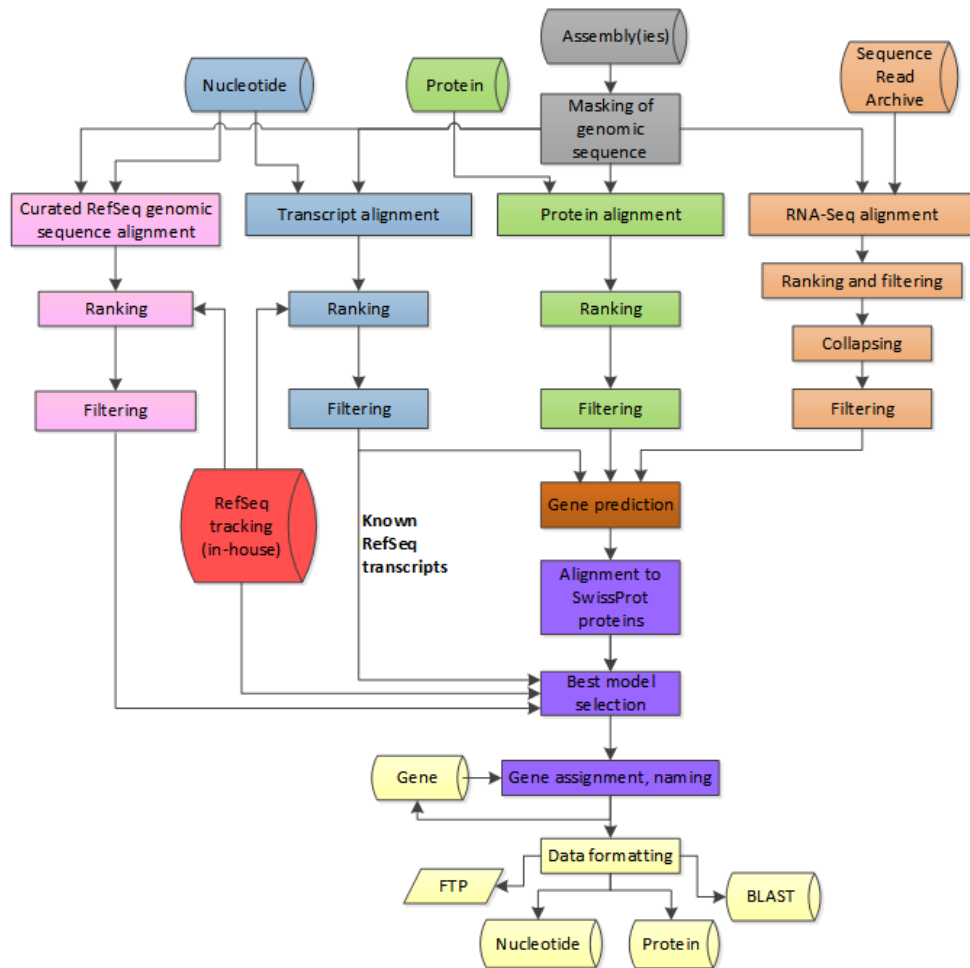 Assembly(ies)
Nucleotide
Protein
Sequence
Read
Archive
Masking of
genomic
sequence
Curated RefSeq genomic
sequence alignment
Transcript alignment
Protein alignment
RNA-Seq alignment
Ranking
Ranking
Ranking
Ranking and filtering
Collapsing
Filtering
Filtering
Filtering
Filtering
RefSeq
tracking
(in-house)
Known
RefSeq
transcripts
Gene prediction
Alignment to
SwissProt
proteins
Best model
selection
Gene
Gene assignment, naming
Data formatting
FTP
BLAST
Nucleotide
Protein